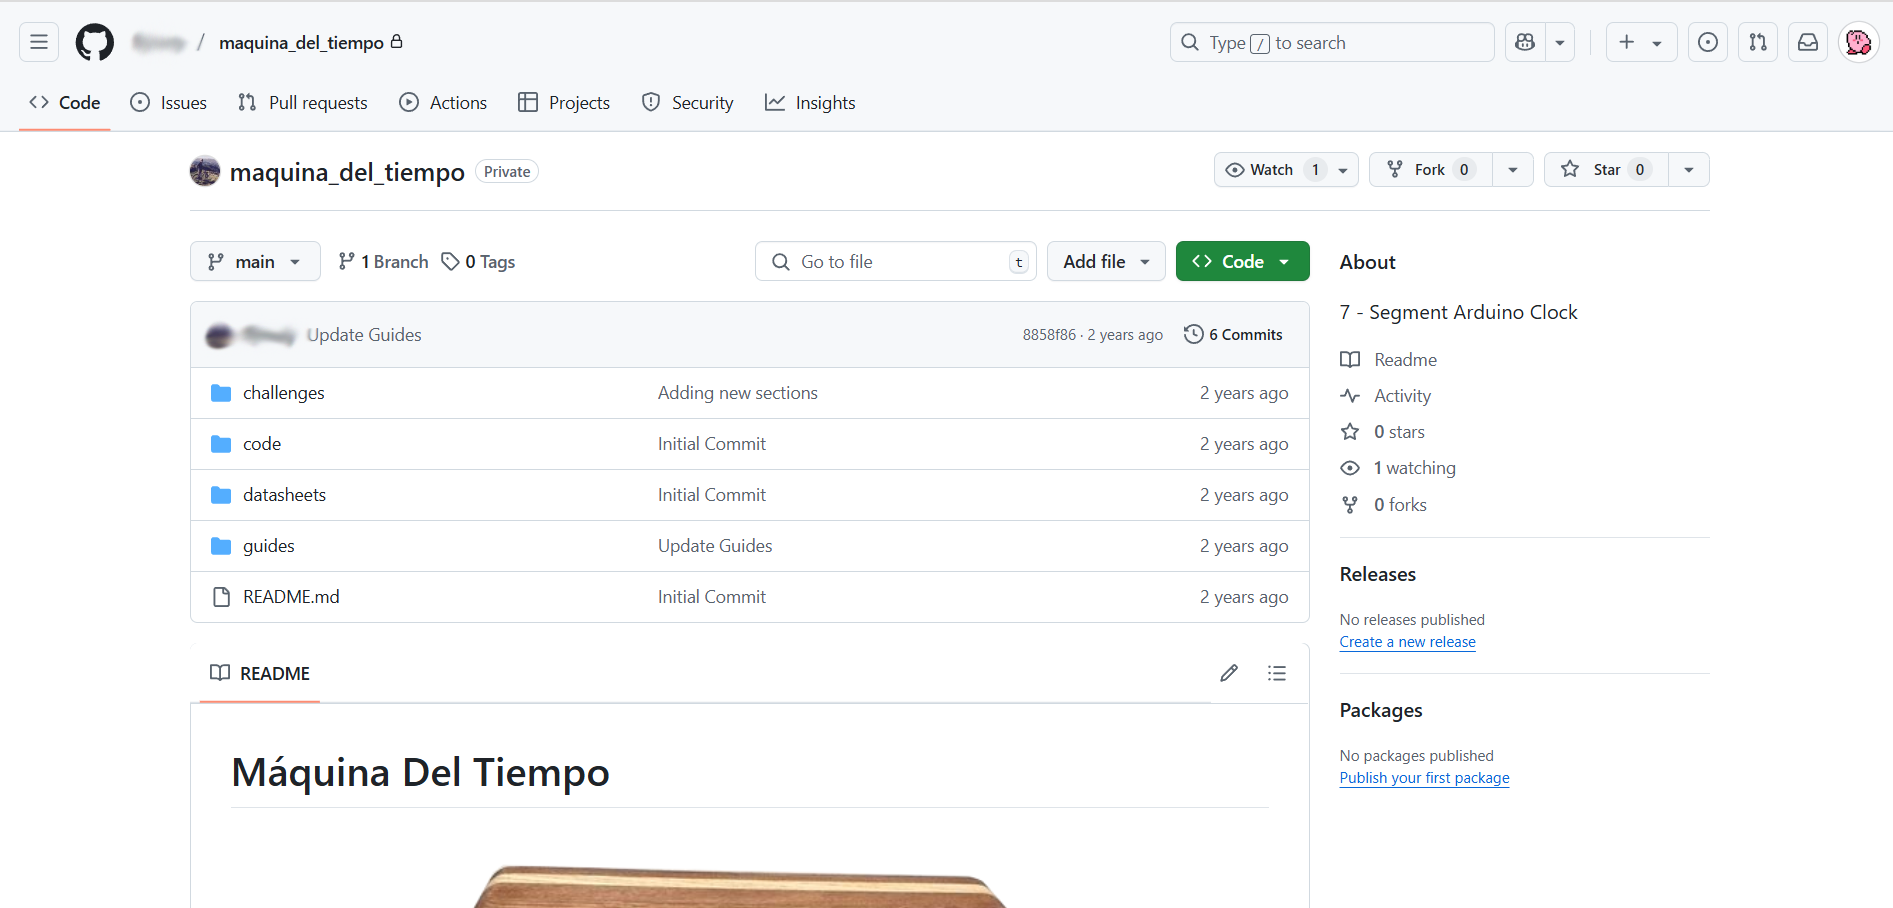 / maquina_del_tiempo
Type / to search
Code Issues Pull requests Actions Projects Security Insights
maquina_del_tiempo Private
Watch 1 Fork 0 Star 0
main 1 Branch 0 Tags Go to file t Add file Code
Update Guides 8858f86 · 2 years ago 6 Commits
challenges Adding new sections 2 years ago
code Initial Commit 2 years ago
datasheets Initial Commit 2 years ago
guides Update Guides 2 years ago
README.md Initial Commit 2 years ago
README
Máquina Del Tiempo
About
7 - Segment Arduino Clock
Readme
Activity
0 stars
1 watching
0 forks
Releases
No releases published
Create a new release
Packages
No packages published
Publish your first package